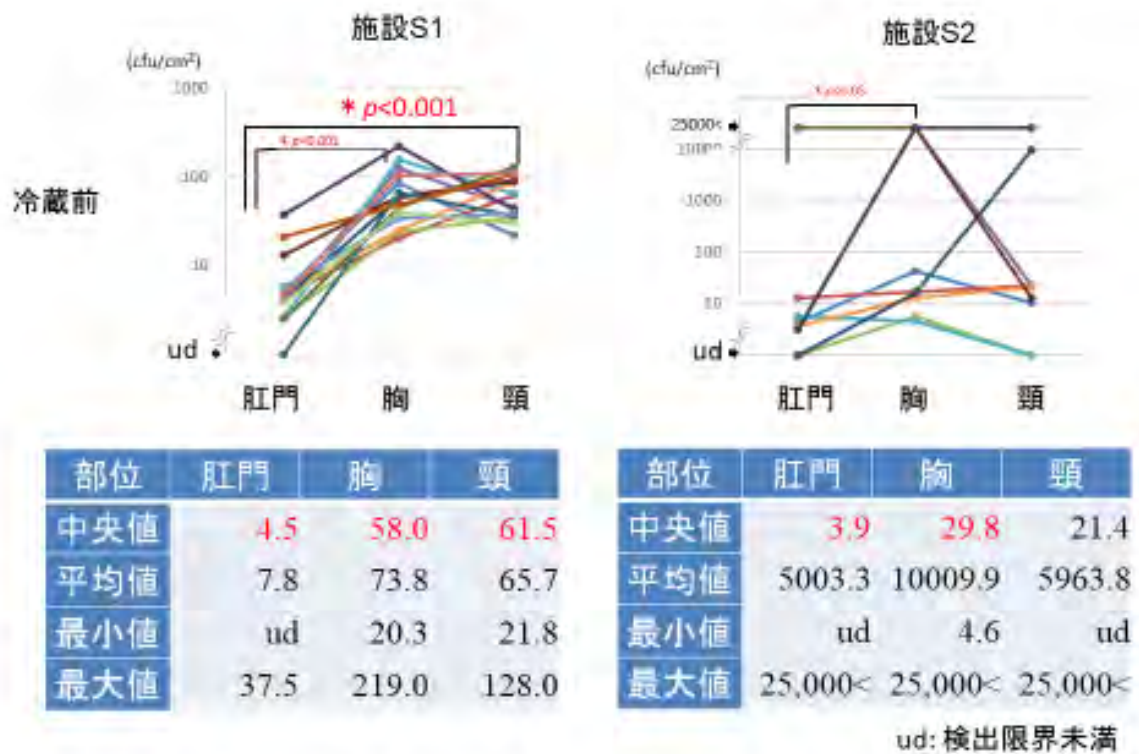 施設S1
(cfu/cm²)
1000
* p<0.001
* p<0.001
100
10
冷蔵前
ud
肛門 胸 頸
部位 肛門 胸 頸
中央値 4.5 58.0 61.5
平均値 7.8 73.8 65.7
最小値 ud 20.3 21.8
最大値 37.5 219.0 128.0
施設S2
(cfu/cm²)
25000<
10000
1000
100
10
ud
肛門 胸 頸
部位 肛門 胸 頸
中央値 3.9 29.8 21.4
平均値 5003.3 10009.9 5963.8
最小値 ud 4.6 ud
最大値 25,000< 25,000< 25,000<
ud: 検出限界未満